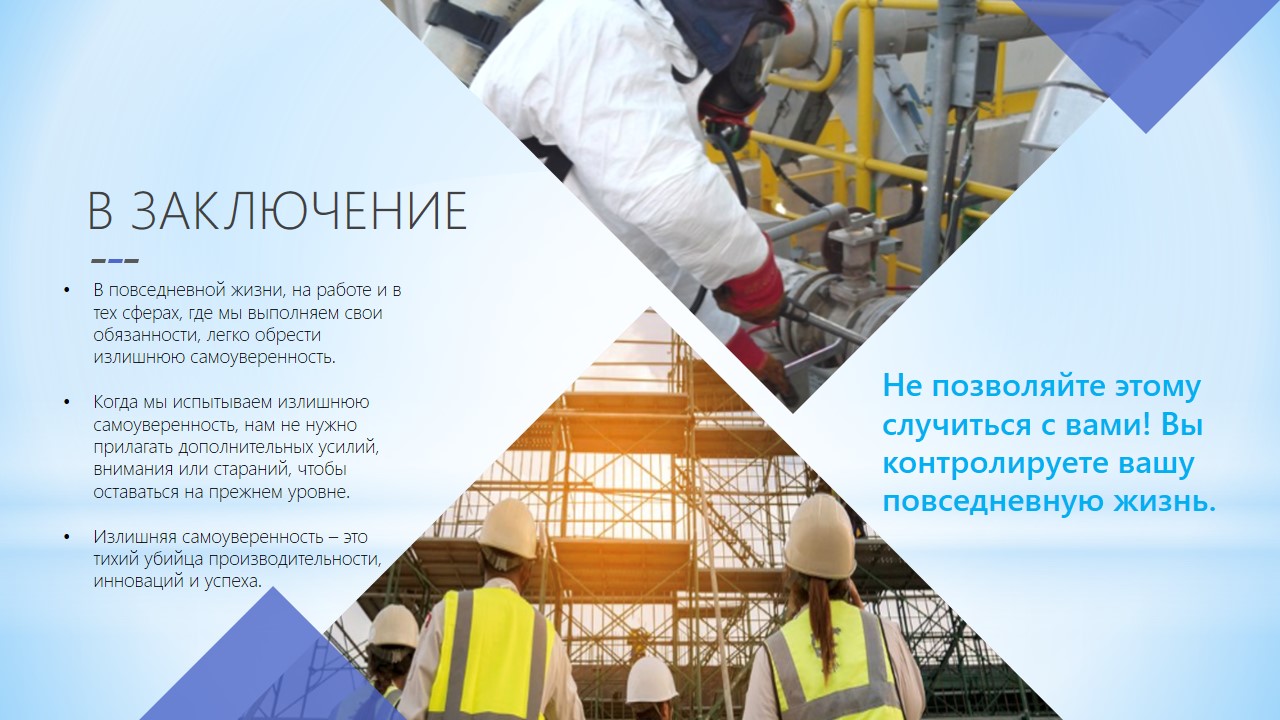 В ЗАКЛЮЧЕНИЕ
• В повседневной жизни, на работе и в
тех сферах, где мы выполняем свои
обязанности, легко обрести
излишнюю самоуверенность.
• Когда мы испытываем излишнюю
самоуверенность, нам не нужно
прилагать дополнительных усилий,
внимания или стараний, чтобы
оставаться на прежнем уровне.
• Излишняя самоуверенность – это
тихий убийца производительности,
инноваций и успеха.
Не позволяйте этому
случиться с вами! Вы
контролируете вашу
повседневную жизнь.